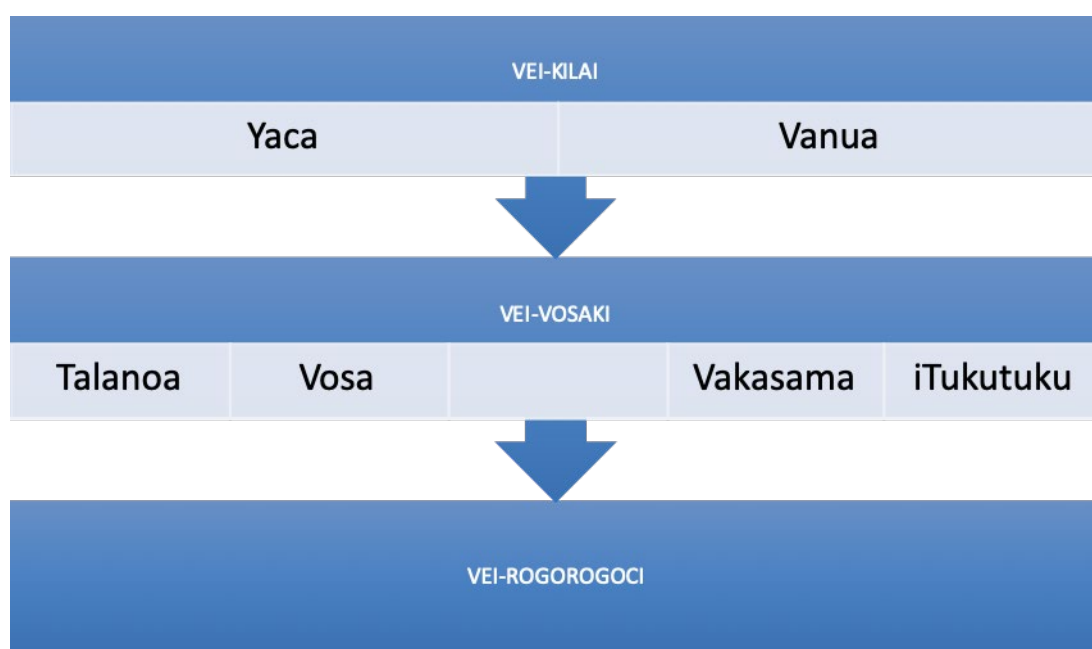 VEI-KILAI
Yaca Vanua
VEI-VOSAKI
Talanoa Vosa Vakasama iTukutuku
VEI-ROGOROGOCI